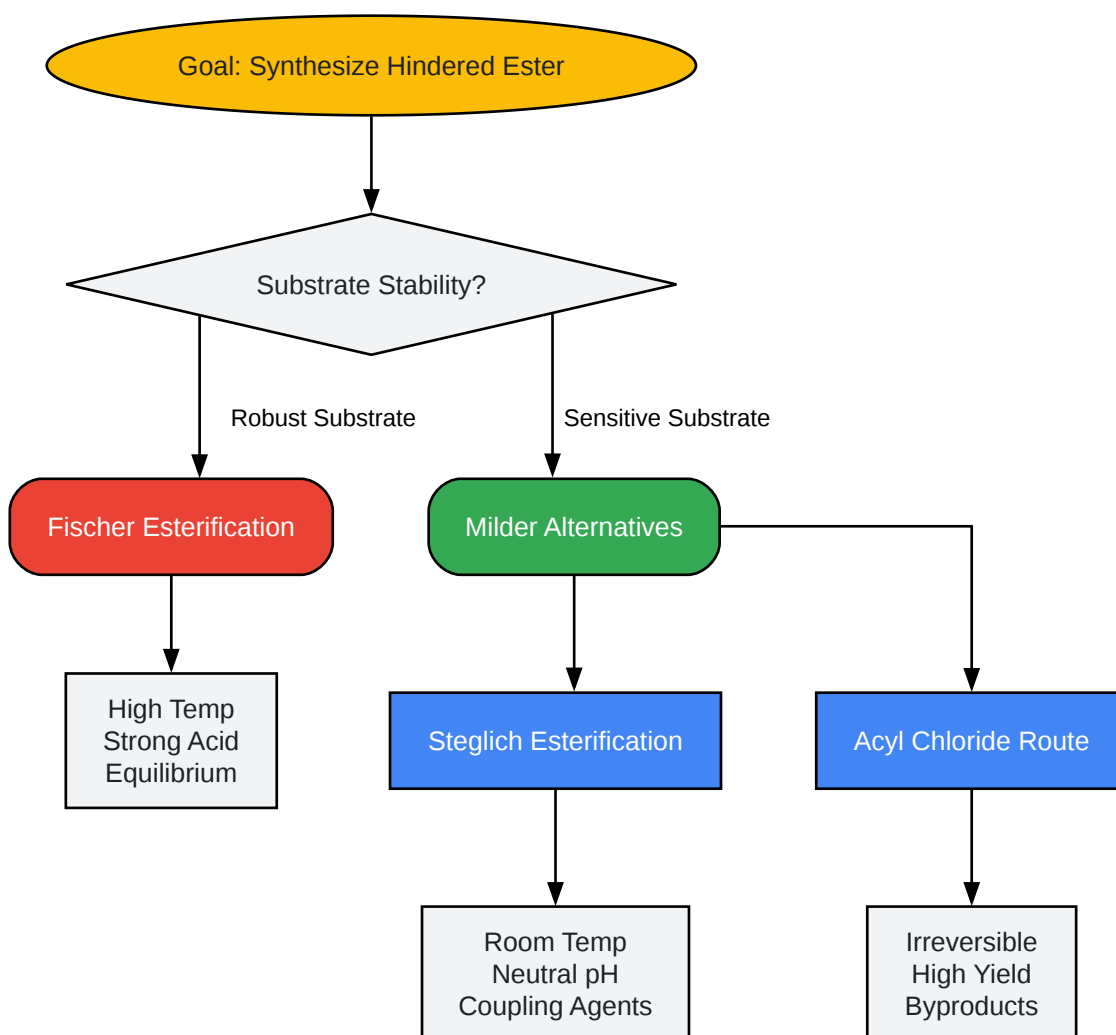 Goal: Synthesize Hindered Ester
Substrate Stability?
Robust Substrate
Sensitive Substrate
Fischer Esterification
Milder Alternatives
High Temp
Strong Acid
Equilibrium
Steglich Esterification
Acyl Chloride Route
Room Temp
Neutral pH
Coupling Agents
Irreversible
High Yield
Byproducts